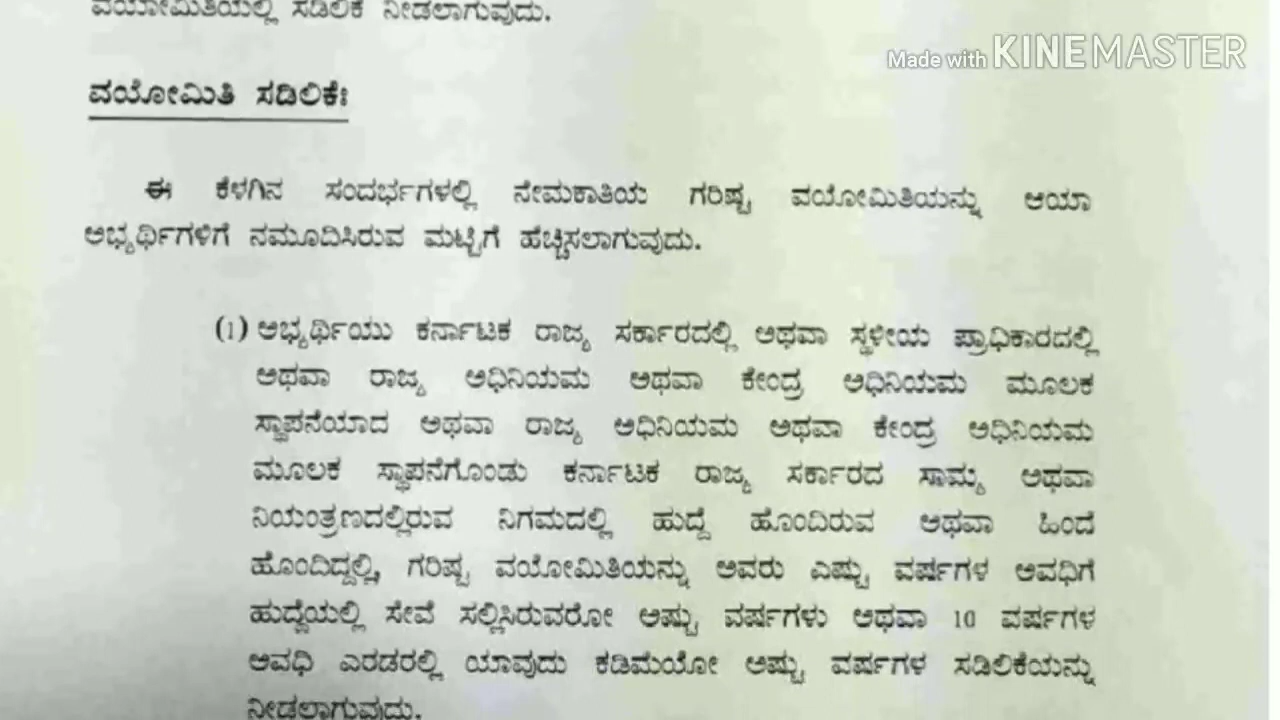 ವಯೋಮಿತಿಯಲ್ಲಿ ಸಡಿಲಿಕೆ ನೀಡಲಾಗುವುದು.
Made with KINEMASTER
ವಯೋಮಿತಿ ಸಡಿಲಿಕೆಃ
ಈ ಕೆಳಗಿನ ಸಂದರ್ಭಗಳಲ್ಲಿ ನೇಮಕಾತಿಯ ಗರಿಷ್ಟ ವಯೋಮಿತಿಯನ್ನು ಆಯಾ
ಅಭ್ಯರ್ಥಿಗಳಿಗೆ ನಮೂದಿಸಿರುವ ಮಟ್ಟಿಗೆ ಹೆಚ್ಚಿಸಲಾಗುವುದು.
(1) ಅಭ್ಯರ್ಥಿಯು ಕರ್ನಾಟಕ ರಾಜ್ಯ ಸರ್ಕಾರದಲ್ಲಿ ಅಥವಾ ಸ್ಥಳೀಯ ಪ್ರಾಧಿಕಾರದಲ್ಲಿ
ಅಥವಾ ರಾಜ್ಯ ಅಧಿನಿಯಮ ಅಥವಾ ಕೇಂದ್ರ ಅಧಿನಿಯಮ ಮೂಲಕ
ಸ್ಥಾಪನೆಯಾದ ಅಥವಾ ರಾಜ್ಯ ಅಧಿನಿಯಮ ಅಥವಾ ಕೇಂದ್ರ ಅಧಿನಿಯಮ
ಮೂಲಕ ಸ್ಥಾಪನೆಗೊಂಡು ಕರ್ನಾಟಕ ರಾಜ್ಯ ಸರ್ಕಾರದ ಸಾಮ್ಯ ಅಥವಾ
ನಿಯಂತ್ರಣದಲ್ಲಿರುವ ನಿಗಮದಲ್ಲಿ ಹುದ್ದೆ ಹೊಂದಿರುವ ಅಥವಾ ಹಿಂದೆ
ಹೊಂದಿದ್ದಲ್ಲಿ, ಗರಿಷ್ಟ ವಯೋಮಿತಿಯನ್ನು ಅವರು ಎಷ್ಟು ವರ್ಷಗಳ ಅವಧಿಗೆ
ಹುದ್ದೆಯಲ್ಲಿ ಸೇವೆ ಸಲ್ಲಿಸಿರುವರೋ ಅಷ್ಟು ವರ್ಷಗಳು ಅಥವಾ 10 ವರ್ಷಗಳ
ಅವಧಿ ಎರಡರಲ್ಲಿ ಯಾವುದು ಕಡಿಮೆಯೋ ಅಷ್ಟು ವರ್ಷಗಳ ಸಡಿಲಿಕೆಯನ್ನು
ನೀಡಲಾಗುವುದು.